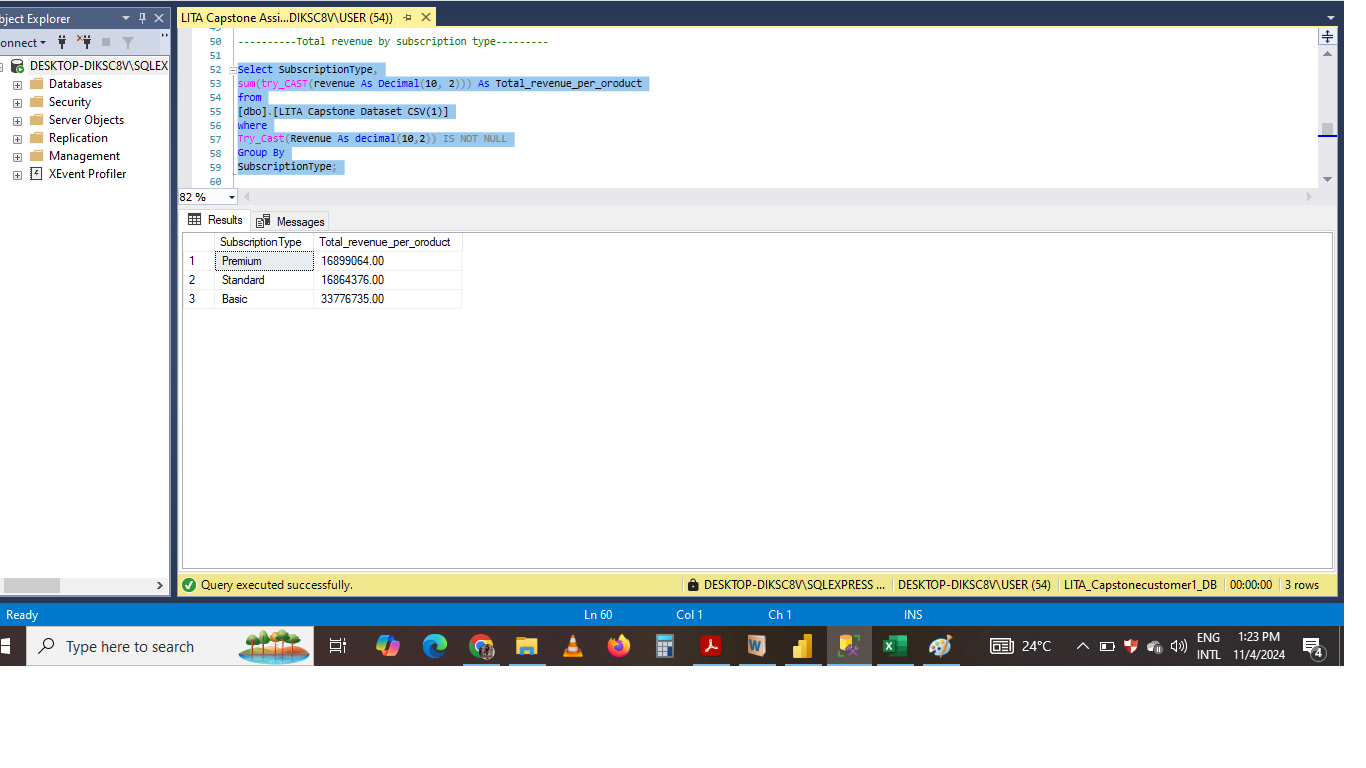 bject Explorer
LITA Capstone Assi...DIKSC8V\USER (54))
onnect
DESKTOP-DIKSC8V\SQLEX
Databases
Security
Server Objects
Replication
Management
XEvent Profiler
50 ----------Total revenue by subscription type---------
51
52 Select SubscriptionType,
53 sum(try_CAST(revenue As Decimal(10, 2))) As Total_revenue_per_oroduct
54 from
55 [dbo].[LITA Capstone Dataset CSV(1)]
56 where
57 Try_Cast(Revenue As decimal(10,2)) IS NOT NULL
58 Group By
59 SubscriptionType;
60
82 %
Results Messages
SubscriptionType Total_revenue_per_oroduct
1 Premium 16899064.00
2 Standard 16864376.00
3 Basic 33776735.00
Query executed successfully.
DESKTOP-DIKSC8V\SQLEXPRESS ... DESKTOP-DIKSC8V\USER (54) LITA_Capstonecustomer1_DB 00:00:00 3 rows
Ready Ln 60 Col 1 Ch 1 INS
Type here to search
24°C
ENG
INTL
1:23 PM
11/4/2024
4